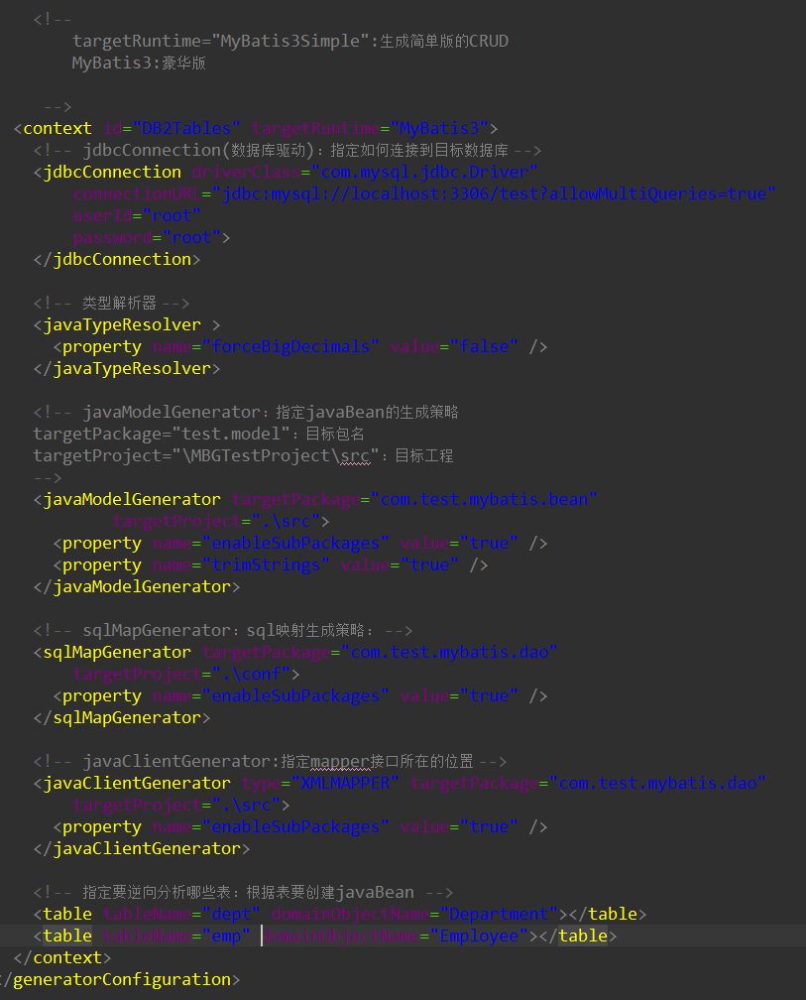 <!--
targetRuntime="MyBatis3Simple":生成简单版的CRUD
MyBatis3:豪华版
-->
<context id="DB2Tables" targetRuntime="MyBatis3">
<!-- jdbcConnection(数据库驱动)：指定如何连接到目标数据库 -->
<jdbcConnection driverClass="com.mysql.jdbc.Driver"
connectionURL="jdbc:mysql://localhost:3306/test?allowMultiQueries=true"
userId="root"
password="root">
</jdbcConnection>
<!-- 类型解析器 -->
<javaTypeResolver >
<property name="forceBigDecimals" value="false" />
</javaTypeResolver>
<!-- javaModelGenerator：指定javaBean的生成策略
targetPackage="test.model"：目标包名
targetProject="\MBGTestProject\src"：目标工程
-->
<javaModelGenerator targetPackage="com.test.mybatis.bean"
targetProject=".\src">
<property name="enableSubPackages" value="true" />
<property name="trimStrings" value="true" />
</javaModelGenerator>
<!-- sqlMapGenerator：sql映射生成策略： -->
<sqlMapGenerator targetPackage="com.test.mybatis.dao"
targetProject=".\conf">
<property name="enableSubPackages" value="true" />
</sqlMapGenerator>
<!-- javaClientGenerator:指定mapper接口所在的位置 -->
<javaClientGenerator type="XMLMAPPER" targetPackage="com.test.mybatis.dao"
targetProject=".\src">
<property name="enableSubPackages" value="true" />
</javaClientGenerator>
<!-- 指定要逆向分析哪些表：根据表要创建javaBean -->
<table tableName="dept" domainObjectName="Department"></table>
<table tableName="emp" domainObjectName="Employee"></table>
</context>
/generatorConfiguration>